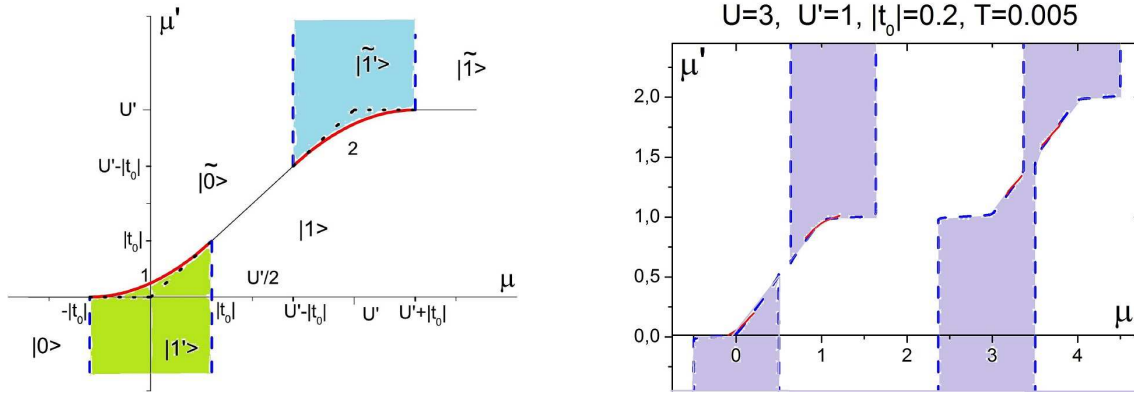 μ'
U'
U'-|t₀|
|t₀|
|1̃'>
|1̃>
2
|0̃>
|1>
1
U'/2
μ
-|t₀|
|t₀|
U'-|t₀|
U'
U'+|t₀|
|0>
|1'>
U=3, U'=1, |t₀|=0.2, T=0.005
μ'
2,0
1,5
1,0
0,5
0,0
0
1
2
3
4
μ